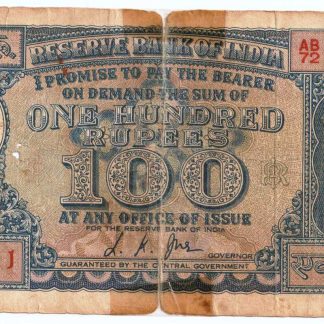 RESERVE BANK OF INDIA
AB
72
I PROMISE TO PAY THE BEARER
ON DEMAND THE SUM OF
ONE HUNDRED
RUPEES
100
AT ANY OFFICE OF ISSUE
FOR THE RESERVE BANK OF INDIA
J
GOVERNOR
GUARANTEED BY THE CENTRAL GOVERNMENT